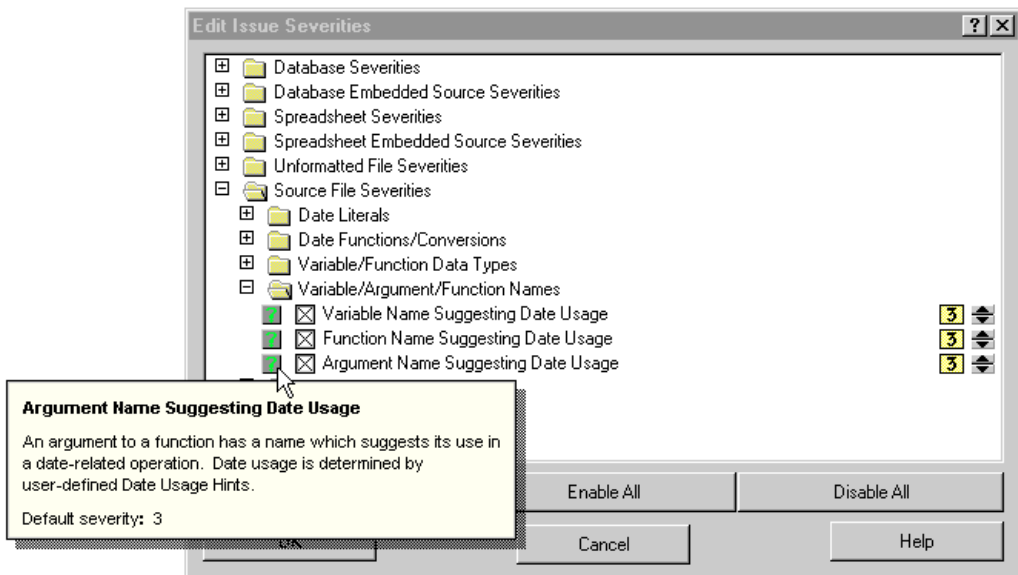 Edit Issue Severities
Database Severities
Database Embedded Source Severities
Spreadsheet Severities
Spreadsheet Embedded Source Severities
Unformatted File Severities
Source File Severities
Date Literals
Date Functions/Conversions
Variable/Function Data Types
Variable/Argument/Function Names
? Variable Name Suggesting Date Usage 3
? Function Name Suggesting Date Usage 3
? Argument Name Suggesting Date Usage 3
Argument Name Suggesting Date Usage
An argument to a function has a name which suggests its use in
a date-related operation. Date usage is determined by
user-defined Date Usage Hints.
Default severity: 3
Enable All Disable All
OK Cancel Help